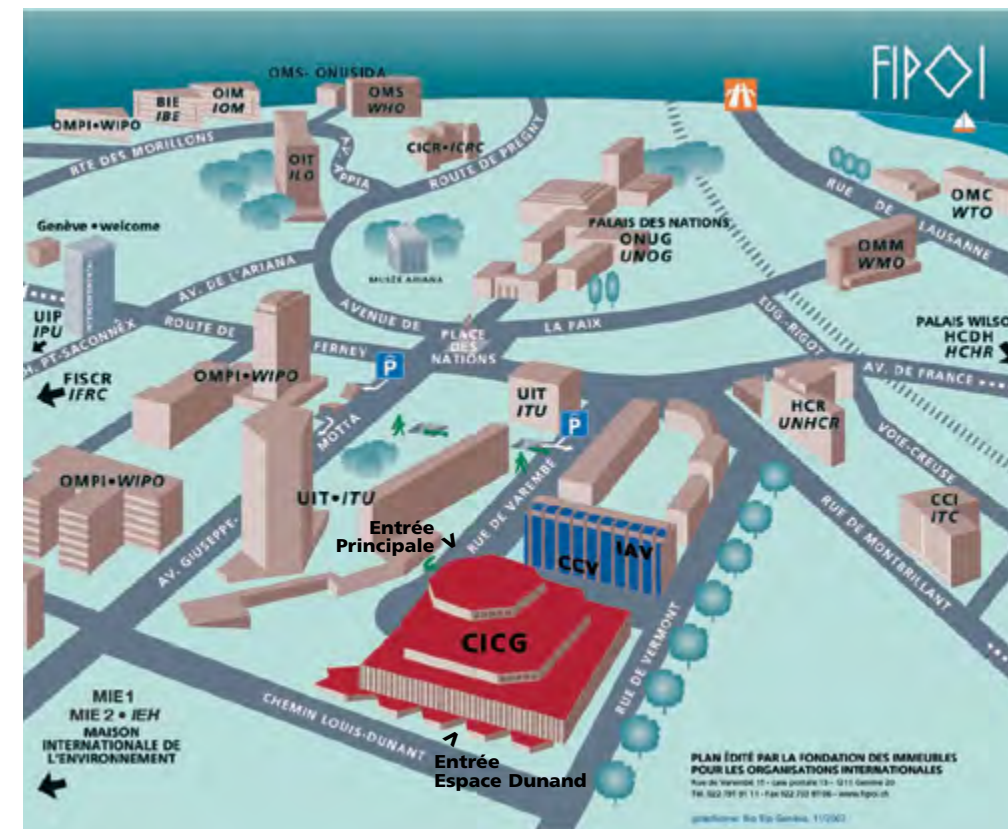 FIPOI
OMS- ONUSIDA
OIM
IOM
OMS
WHO
BIE
IBE
OMPI•WIPO
RTE DES MORILLONS
OIT
ILO
AV. APPIA
CICR•ICRC
ROUTE DE PREGNY
RUE DE LAUSANNE
OMC
WTO
Genève • welcome
MUSÉE ARIANA
PALAIS DES NATIONS
ONUG
UNOG
OMM
WMO
AV. DE L'ARIANA
UIP
IPU
H. PT-SACONNEX
ROUTE DE
FERNEY
AVENUE DE
LA PAIX
PLACE
DES
NATIONS
EUG.-RIGOT
PALAIS WILSO
HCDH
HCHR
AV. DE FRANCE
FISCR
IFRC
OMPI•WIPO
P
UIT
ITU
P
HCR
UNHCR
VOIE-CREUSE
OMPI•WIPO
AV. GIUSEPPE-
MOTTA
UIT•ITU
RUE DE VAREMBÉ
CCI
ITC
RUE DE MONTBRILLANT
Entrée
Principale
IAV
CCV
CICG
RUE DE VERMONT
CHEMIN LOUIS-DUNANT
MIE 1
MIE 2 • IEH
MAISON
INTERNATIONALE DE
L'ENVIRONNEMENT
Entrée
Espace Dunand
PLAN ÉDITÉ PAR LA FONDATION DES IMMEUBLES
POUR LES ORGANISATIONS INTERNATIONALES